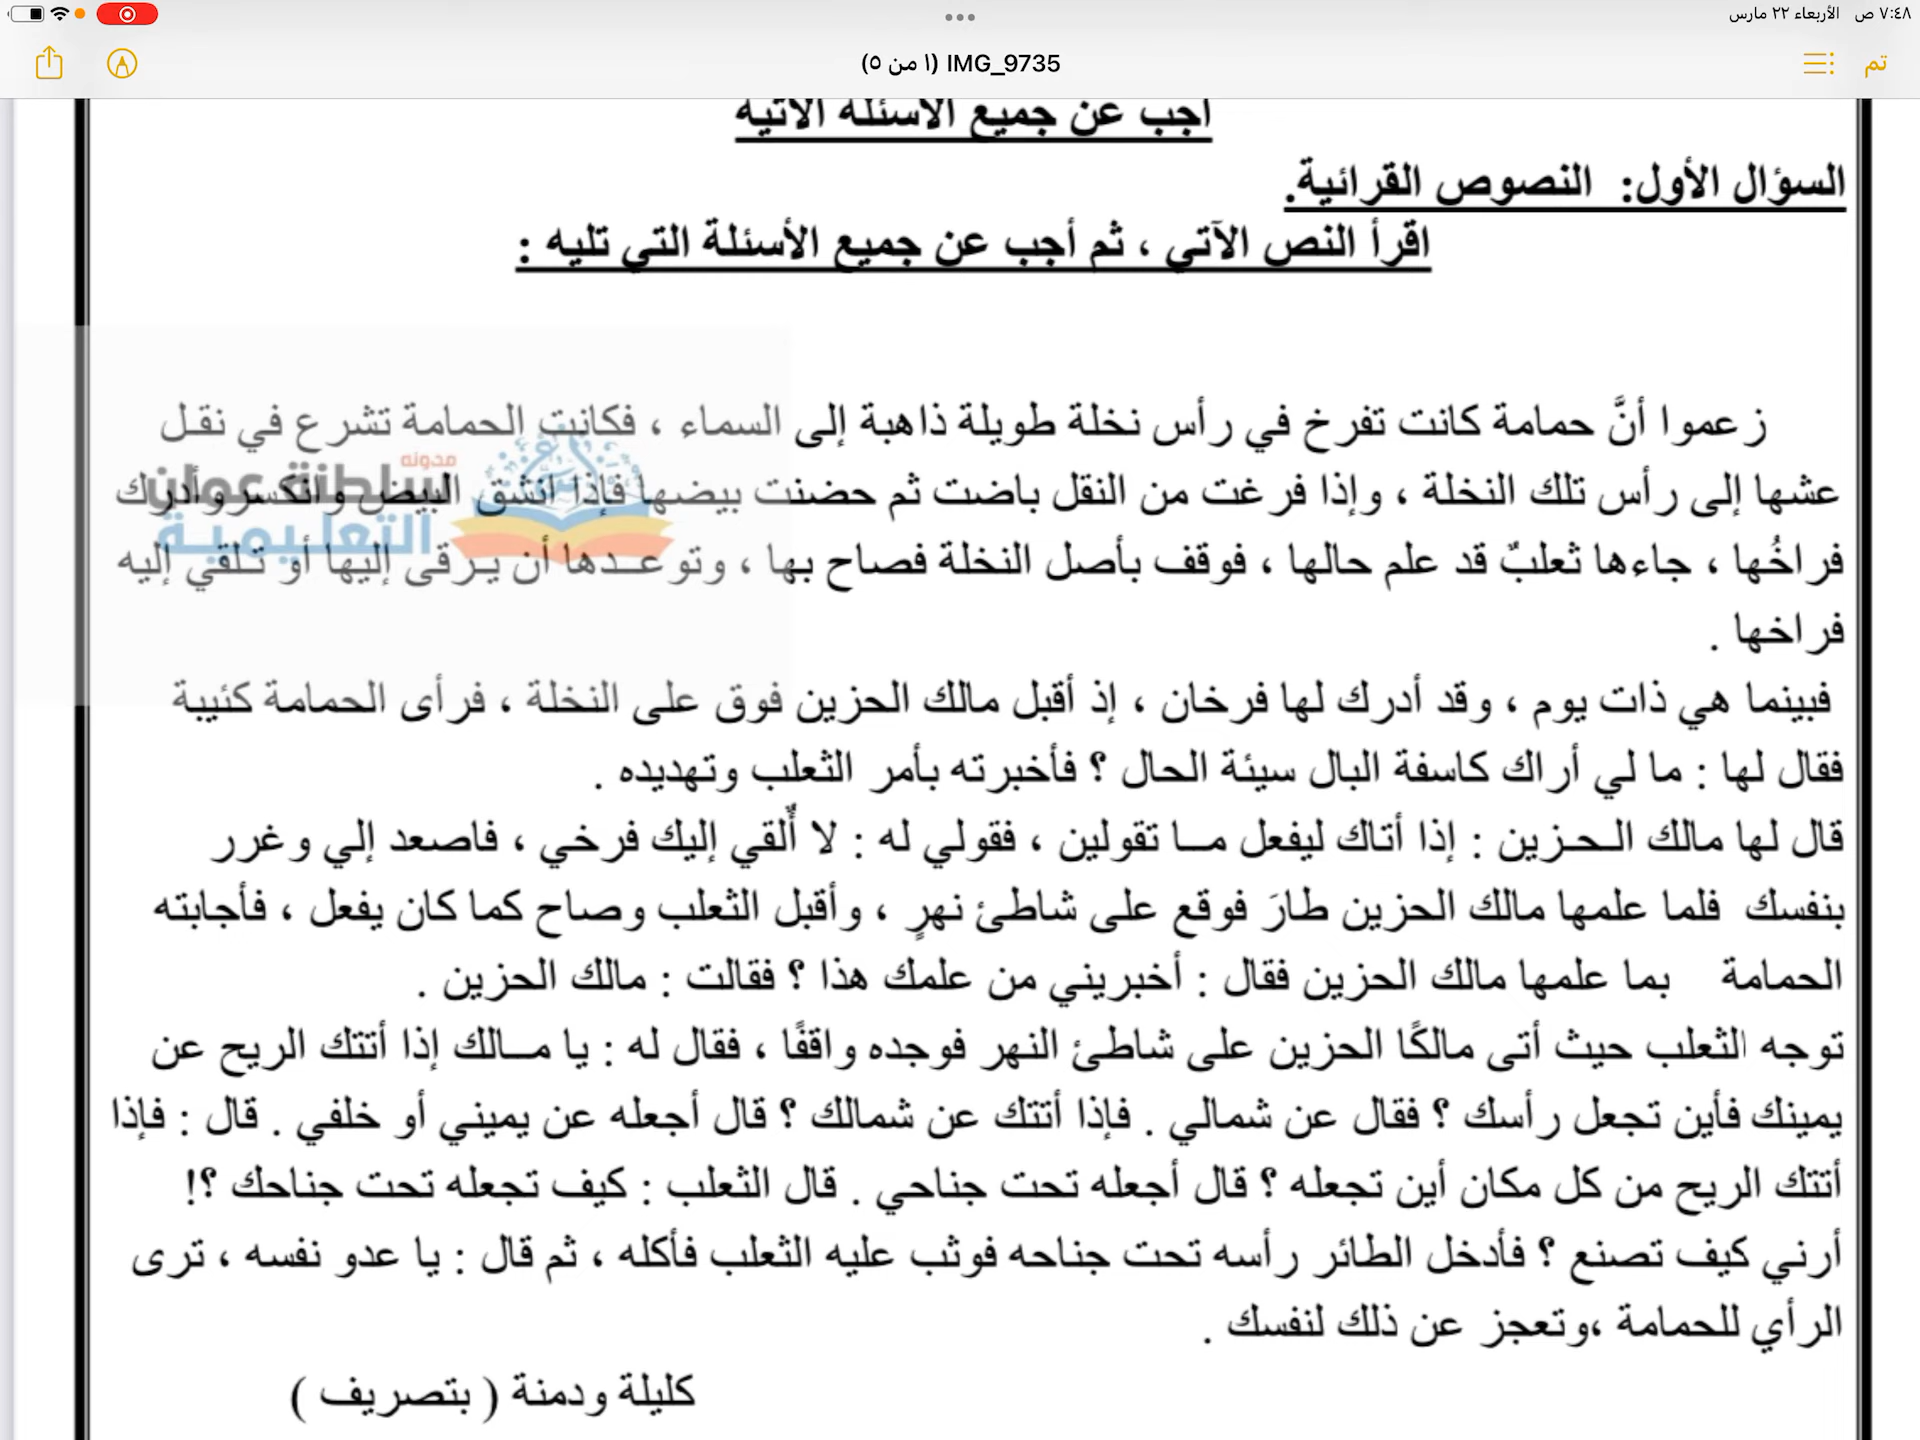 ٧:٤٨ ص الأربعاء ٢٢ مارس
تم
IMG_9735 (١ من ٥)
أجب عن جميع الأسئلة الآتية
السؤال الأول: النصوص القرائية.
اقرأ النص الآتي ، ثم أجب عن جميع الأسئلة التي تليه :
زعموا أنَّ حمامة كانت تفرخ في رأس نخلة طويلة ذاهبة إلى السماء ، فكانت الحمامة تشرع في نقل
عشها إلى رأس تلك النخلة ، وإذا فرغت من النقل باضت ثم حضنت بيضها فإذا انشق البيض وانكسر وأدرك
فراخُها ، جاءها ثعلبٌ قد علم حالها ، فوقف بأصل النخلة فصاح بها ، وتوعدها أن يرقى إليها أو تلقي إليه
فراخها .
مدونة
سلطنة عمان
التعليمية
فبينما هي ذات يوم ، وقد أدرك لها فرخان ، إذ أقبل مالك الحزين فوق على النخلة ، فرأى الحمامة كئيبة
فقال لها : ما لي أراك كاسفة البال سيئة الحال ؟ فأخبرته بأمر الثعلب وتهديده .
قال لها مالك الحزين : إذا أتاك ليفعل ما تقولين ، فقولي له : لا أُلقي إليك فرخي ، فاصعد إلي وغرر
بنفسك فلما علمها مالك الحزين طارَ فوقع على شاطئ نهرٍ ، وأقبل الثعلب وصاح كما كان يفعل ، فأجابته
الحمامة بما علمها مالك الحزين فقال : أخبريني من علمك هذا ؟ فقالت : مالك الحزين .
توجه الثعلب حيث أتى مالكًا الحزين على شاطئ النهر فوجده واقفًا ، فقال له : يا مالك إذا أتتك الريح عن
يمينك فأين تجعل رأسك ؟ فقال عن شمالي . فإذا أتتك عن شمالك ؟ قال أجعله عن يميني أو خلفي . قال : فإذا
أتتك الريح من كل مكان أين تجعله ؟ قال أجعله تحت جناحي . قال الثعلب : كيف تجعله تحت جناحك ؟!
أرني كيف تصنع ؟ فأدخل الطائر رأسه تحت جناحه فوثب عليه الثعلب فأكله ، ثم قال : يا عدو نفسه ، ترى
الرأي للحمامة ،وتعجز عن ذلك لنفسك .
كليلة ودمنة ( بتصريف )